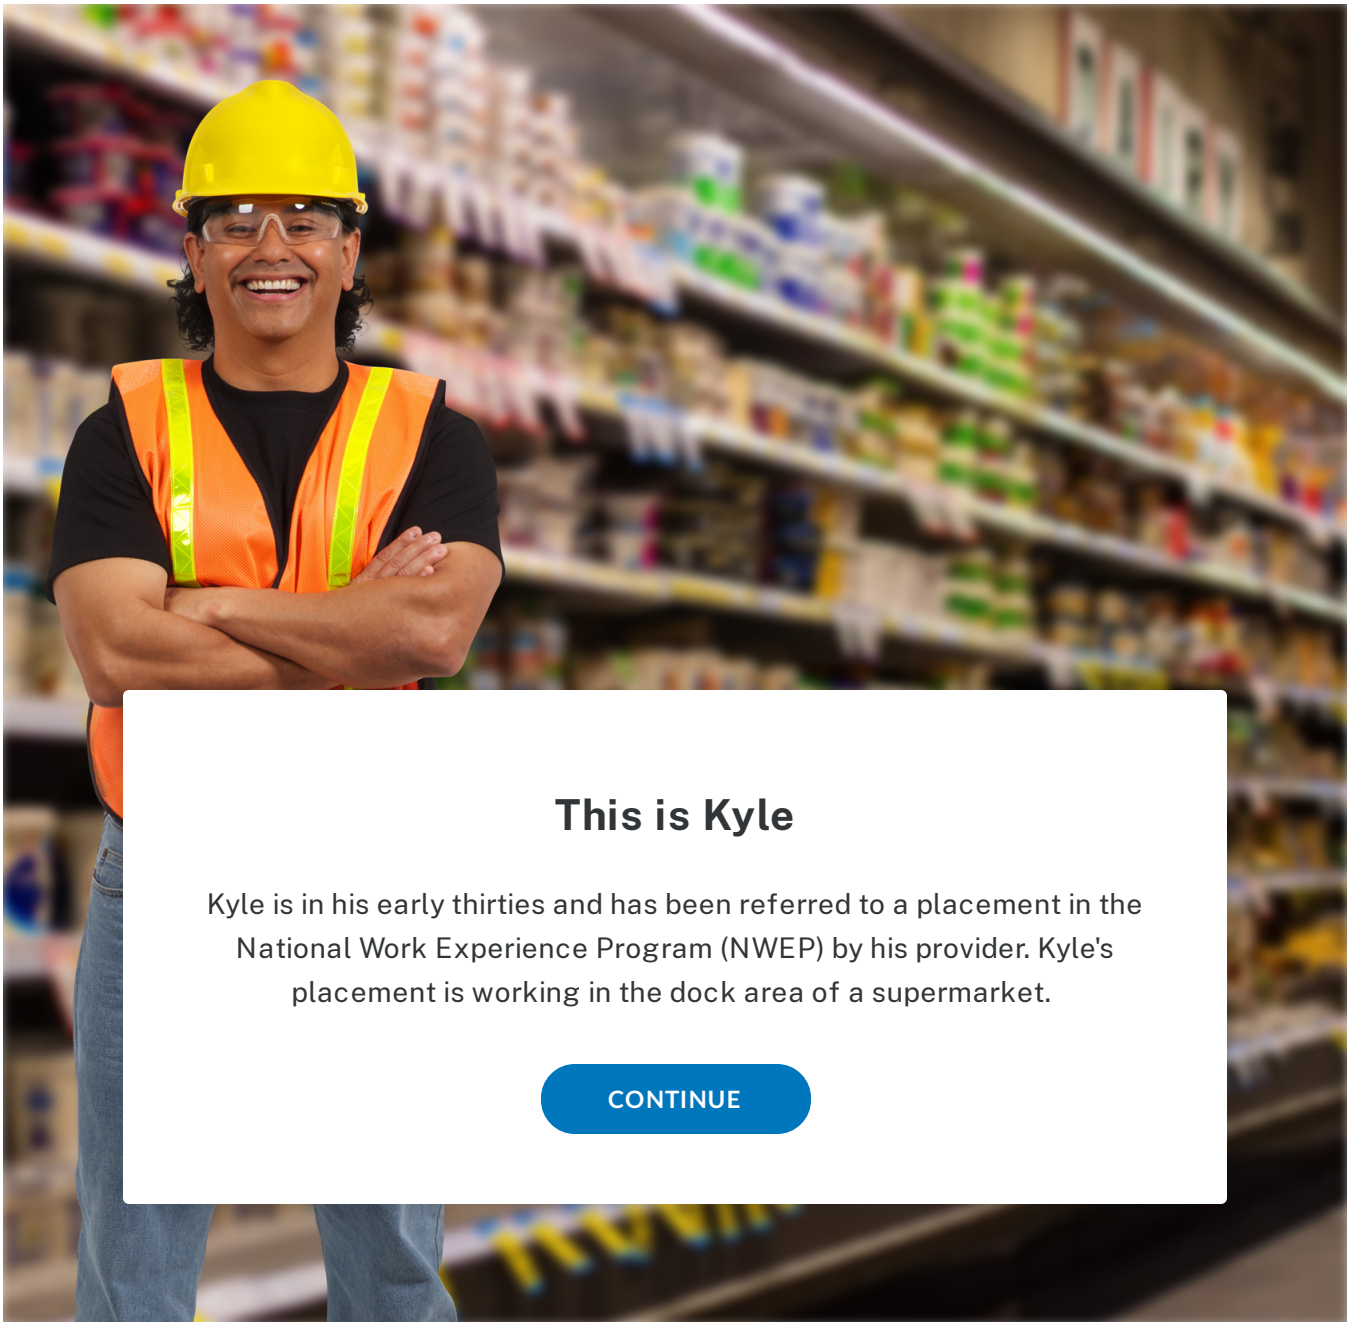 This is Kyle
Kyle is in his early thirties and has been referred to a placement in the
National Work Experience Program (NWEP) by his provider. Kyle's
placement is working in the dock area of a supermarket.
CONTINUE